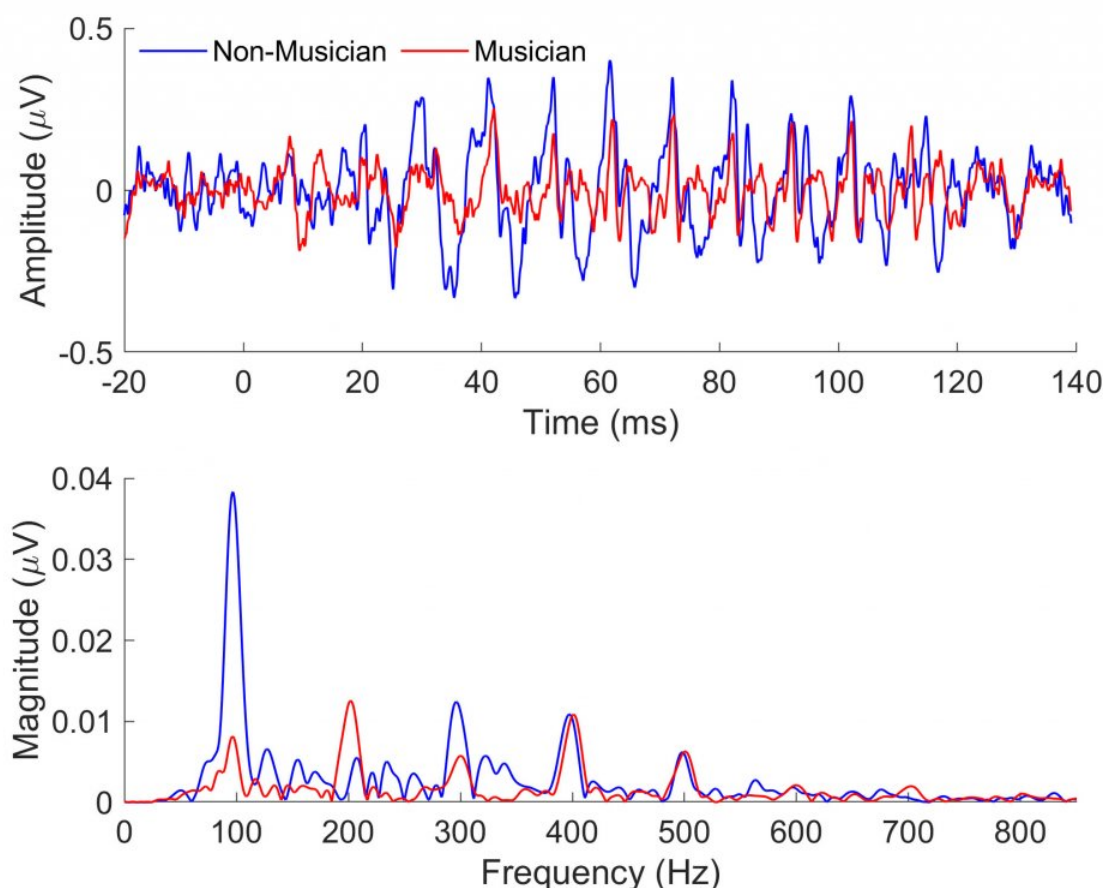 0.5
Non-Musician Musician
Amplitude (μV)
0
-0.5
-20 0 20 40 60 80 100 120 140
Time (ms)
0.04
0.03
Magnitude (μV)
0.02
0.01
0
0 100 200 300 400 500 600 700 800
Frequency (Hz)